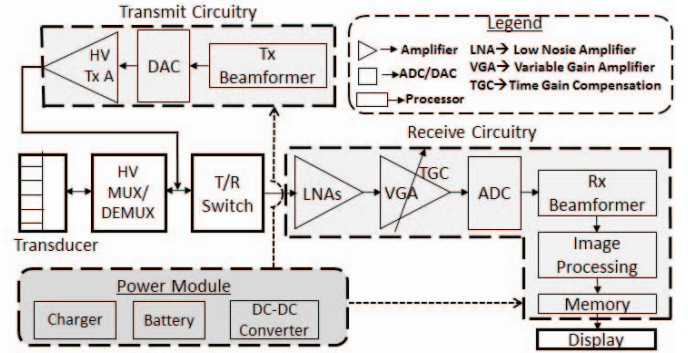 Transmit Circuitry
HV
Tx A
DAC
Tx
Beamformer
Legend
Amplifier
ADC/DAC
Processor
LNA→ Low Nosie Amplifier
VGA→ Variable Gain Amplifier
TGC→ Time Gain Compensation
Receive Circuitry
Transducer
HV
MUX/
DEMUX
T/R
Switch
LNAs
VGA
TGC
ADC
Rx
Beamformer
Image
Processing
Memory
Display
Power Module
Charger
Battery
DC-DC
Converter